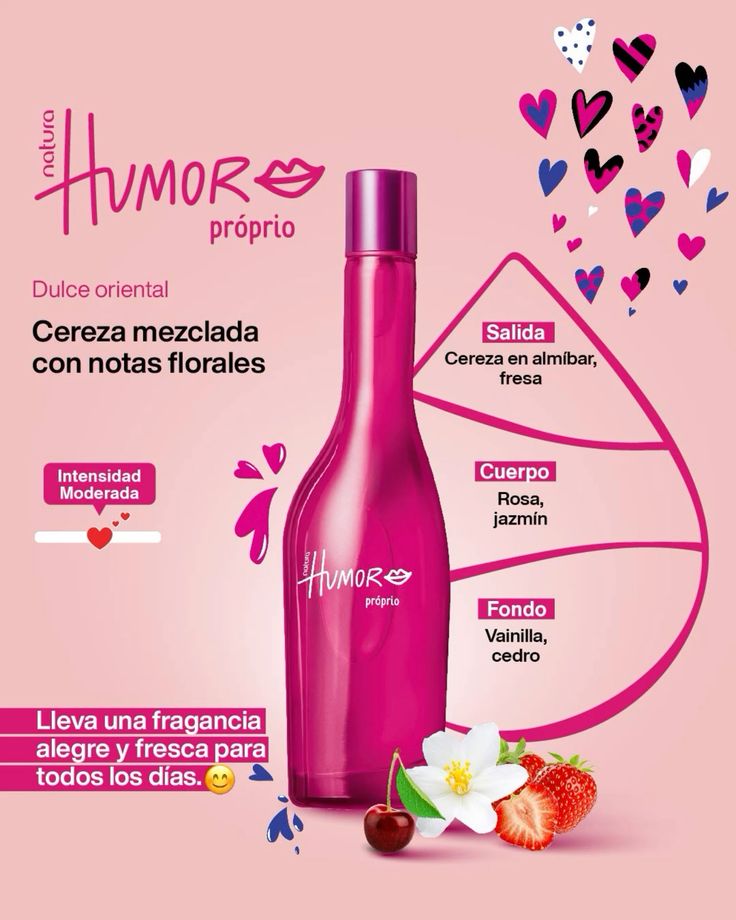 natura
HUMOR
próprio
Dulce oriental
Cereza mezclada
con notas florales
Intensidad
Moderada
Salida
Cereza en almíbar,
fresa
Cuerpo
Rosa,
jazmín
Fondo
Vainilla,
cedro
natura
HUMOR
próprio
Lleva una fragancia
alegre y fresca para
todos los días.😊